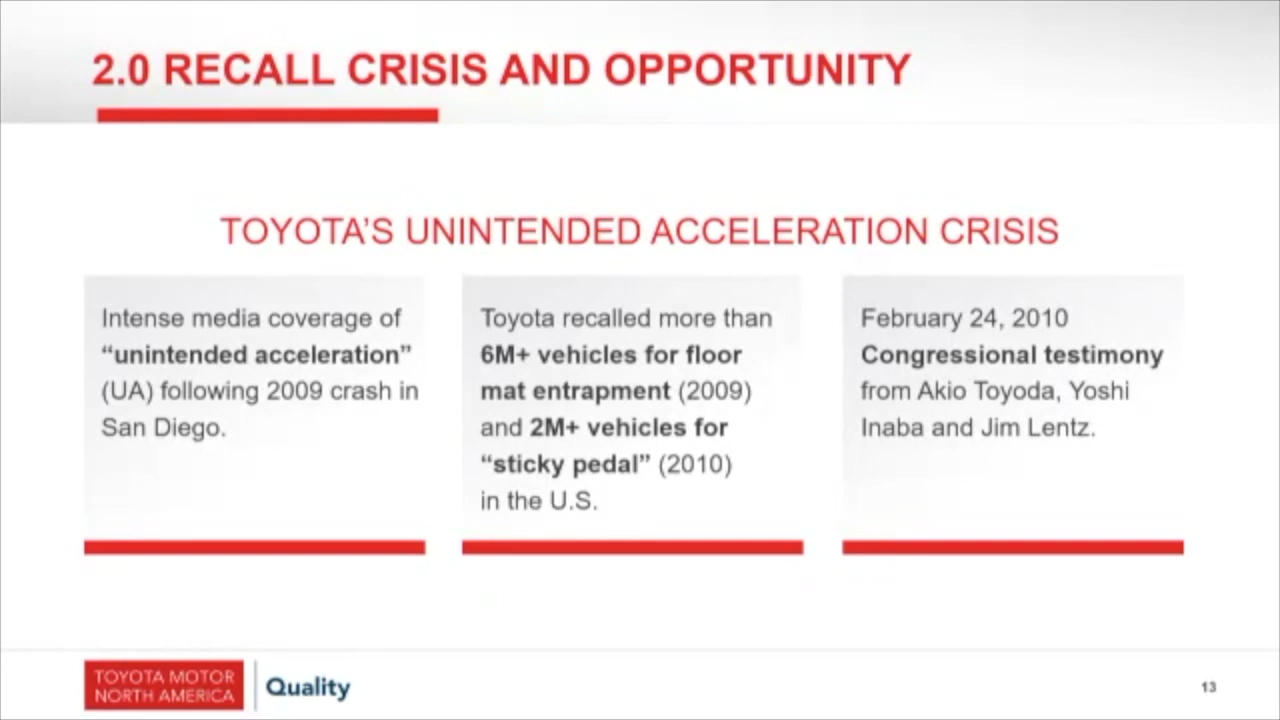 2.0 RECALL CRISIS AND OPPORTUNITY
TOYOTA'S UNINTENDED ACCELERATION CRISIS
Intense media coverage of
“unintended acceleration”
(UA) following 2009 crash in
San Diego.
Toyota recalled more than
6M+ vehicles for floor
mat entrapment (2009)
and 2M+ vehicles for
“sticky pedal” (2010)
in the U.S.
February 24, 2010
Congressional testimony
from Akio Toyoda, Yoshi
Inaba and Jim Lentz.
TOYOTA MOTOR
NORTH AMERICA
Quality
13